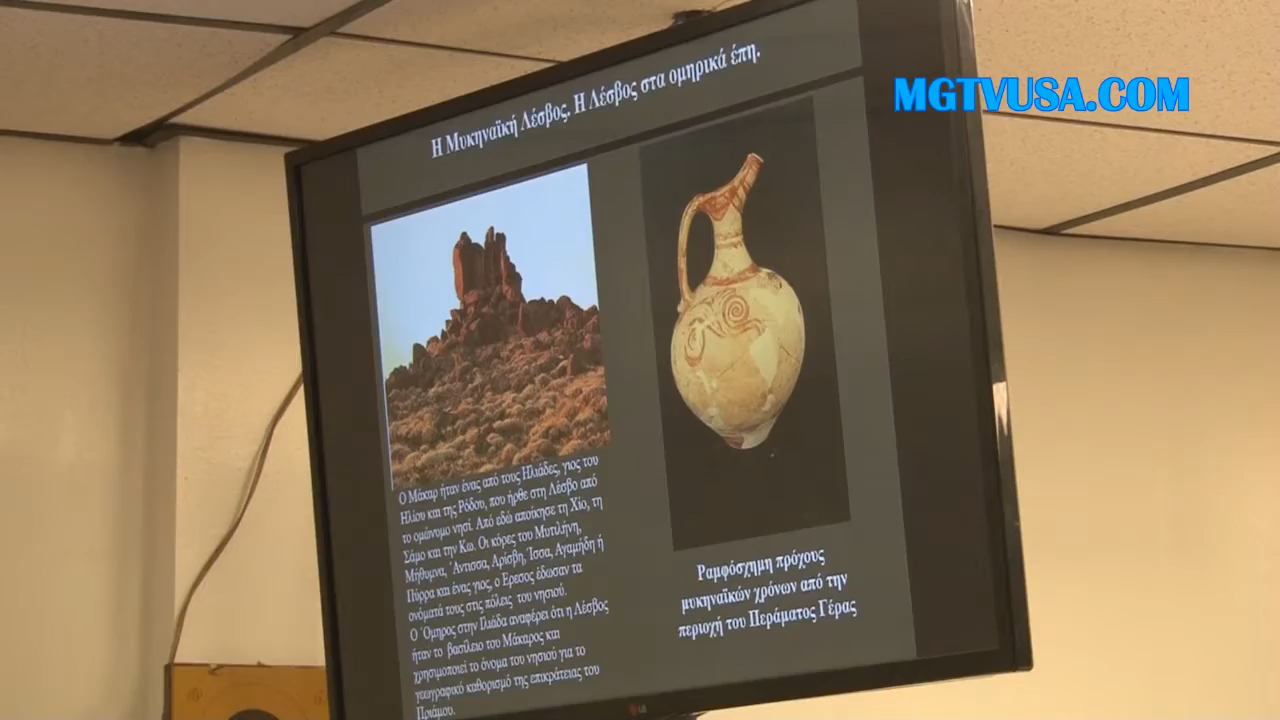 MGTVUSA.COM
Η Μυκηναϊκή Λέσβος. Η Λέσβος στα ομηρικά έπη.
Ο Μάκαρ ήταν ένας από τους Ηλιάδες, γιος του
Ηλίου και της Ρόδου, που ήρθε στη Λέσβο από
το ομώνυμο νησί. Από εδώ αποίκησε τη Χίο, τη
Σάμο και την Κω. Οι κόρες του Μυτιλήνη,
Μήθυμνα, ΄Αντισσα, Αρίσβη, Ίσσα, Αγαμήδη ή
Πύρρα και ένας γιος, ο Ερεσος έδωσαν τα
ονόματά τους στις πόλεις του νησιού.
Ο ΄Ομηρος στην Ιλιάδα αναφέρει ότι η Λέσβος
ήταν το βασίλειο του Μάκαρος και
χρησιμοποιεί το όνομα του νησιού για το
γεωγραφικό καθορισμό της επικράτειας του
Πριάμου.
Ραμφόσχημη πρόχους
μυκηναϊκών χρόνων από την
περιοχή του Περάματος Γέρας
LG